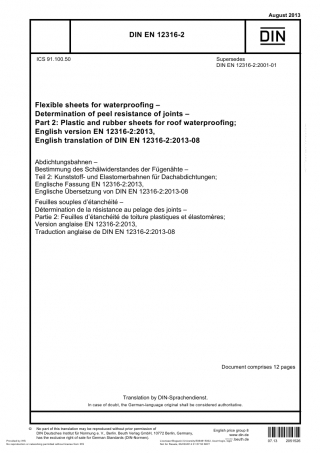 August 2013
DIN EN 12316-2
DIN
ICS 91.100.50
Supersedes
DIN EN 12316-2:2001-01
Flexible sheets for waterproofing –
Determination of peel resistance of joints –
Part 2: Plastic and rubber sheets for roof waterproofing;
English version EN 12316-2:2013,
English translation of DIN EN 12316-2:2013-08
Abdichtungsbahnen –
Bestimmung des Schälwiderstandes der Fügenähte –
Teil 2: Kunststoff- und Elastomerbahnen für Dachabdichtungen;
Englische Fassung EN 12316-2:2013,
Englische Übersetzung von DIN EN 12316-2:2013-08
Feuilles souples d'étanchéité –
Détermination de la résistance au pelage des joints –
Partie 2: Feuilles d'étanchéité de toiture plastiques et élastomères;
Version anglaise EN 12316-2:2013,
Traduction anglaise de DIN EN 12316-2:2013-08
Document comprises 12 pages
Translation by DIN-Sprachendienst.
In case of doubt, the German-language original shall be considered authoritative.
© No part of this translation may be reproduced without prior permission of
DIN Deutsches Institut für Normung e. V., Berlin. Beuth Verlag GmbH, 10772 Berlin, Germany,
has the exclusive right of sale for German Standards (DIN-Normen).
English price group 8
www.din.de
www.beuth.de